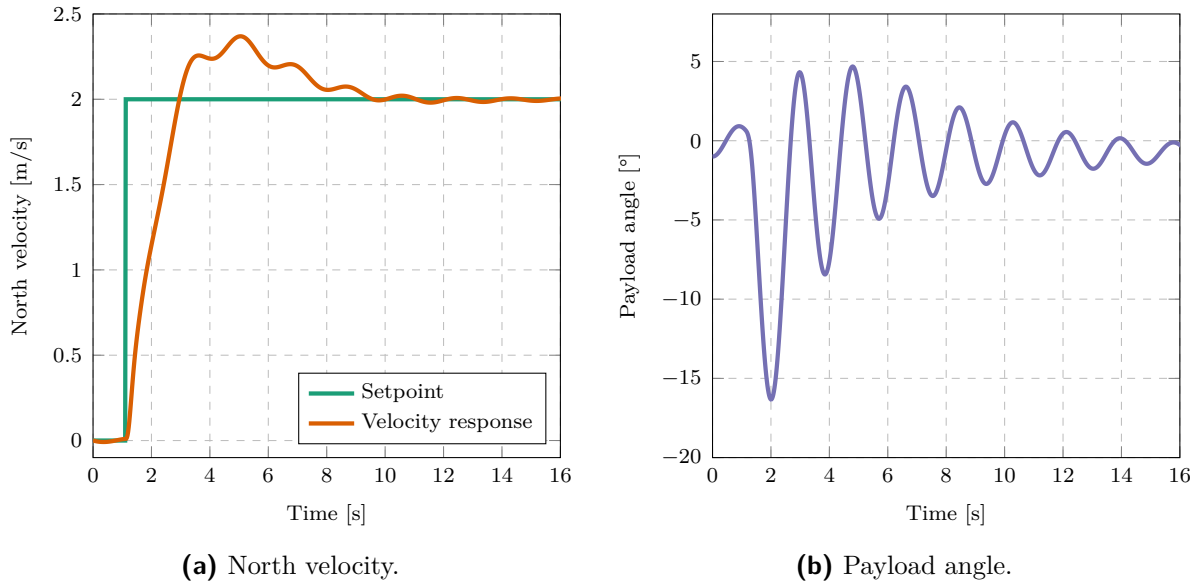 2.5
2
1.5
1
0.5
0
North velocity [m/s]
Setpoint
Velocity response
0 2 4 6 8 10 12 14 16
Time [s]
(a) North velocity.
5
0
−5
−10
−15
−20
Payload angle [°]
0 2 4 6 8 10 12 14 16
Time [s]
(b) Payload angle.